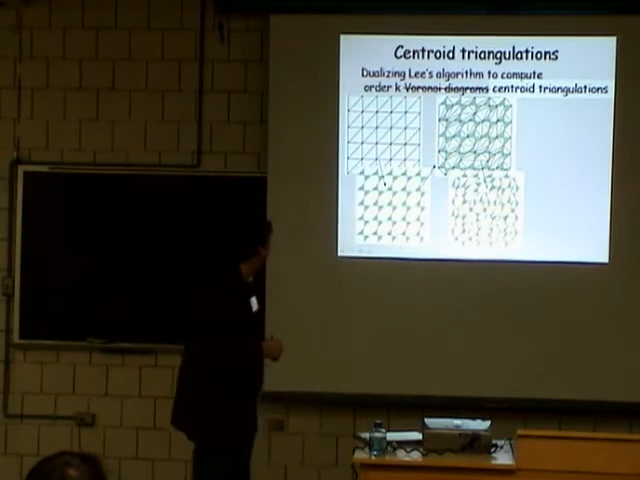 Centroid triangulations
Dualizing Lee's algorithm to compute
order k Voronoi diagrams centroid triangulations